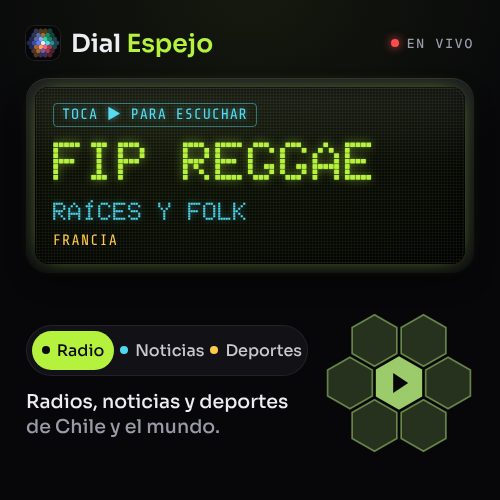 Dial Espejo
EN VIVO
TOCA ▶ PARA ESCUCHAR
FIP REGGAE
RAÍCES Y FOLK
FRANCIA
Radio Noticias Deportes
Radios, noticias y deportes
de Chile y el mundo.